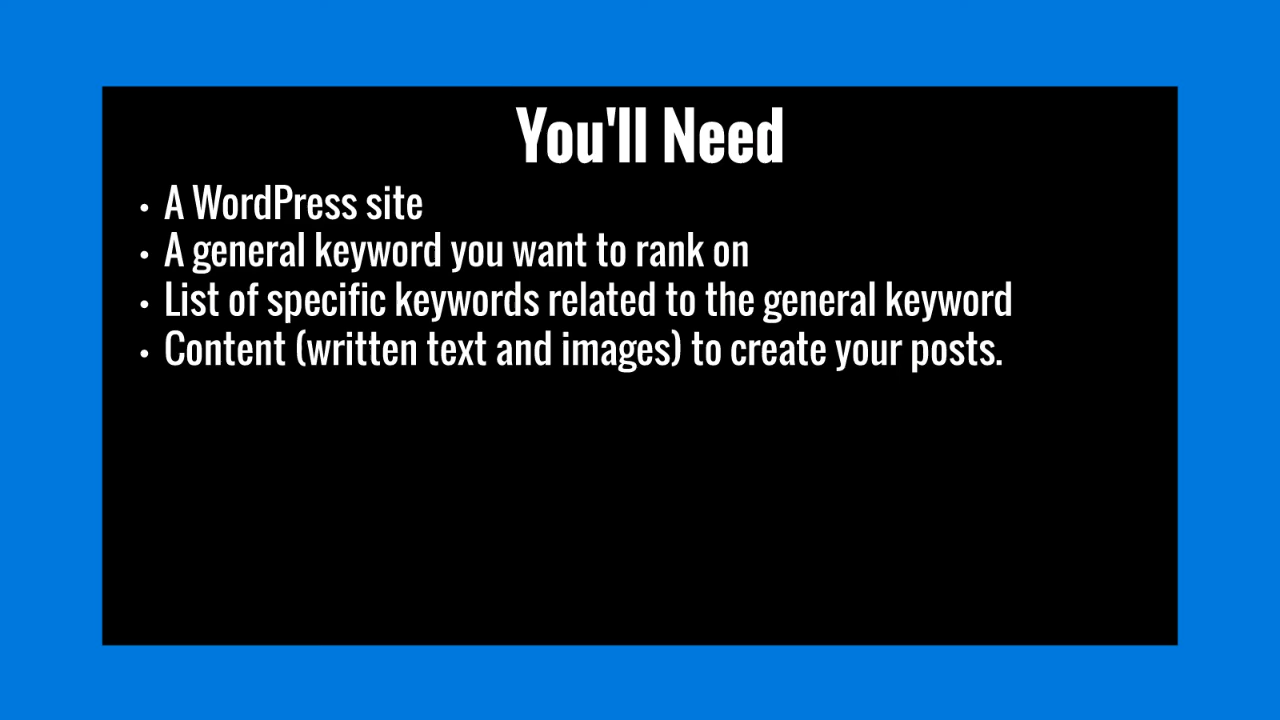 You'll Need
• A WordPress site
• A general keyword you want to rank on
• List of specific keywords related to the general keyword
• Content (written text and images) to create your posts.